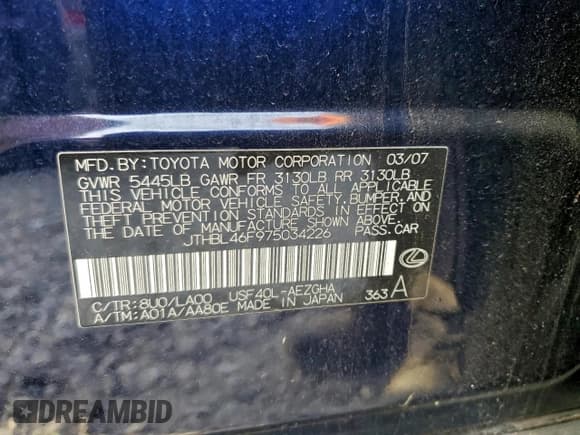 MFD.BY:TOYOTA MOTOR CORPORATION 03/07
GVWR 5445LB GAWR FR 3130LB RR 3130LB
THIS VEHICLE CONFORMS TO ALL APPLICABLE
FEDERAL MOTOR VEHICLE SAFETY,BUMPER,AND
THEFT PREVENTION STANDARDS IN EFFECT ON
THE DATE OF MANUFACTURE SHOWN ABOVE.
JTHBL46F975034226 PASS.CAR
C/TR:8U0/LA00 USF40L-AEZGHA
A/TM:A01A/AA80E MADE IN JAPAN 363 A
DREAMBID